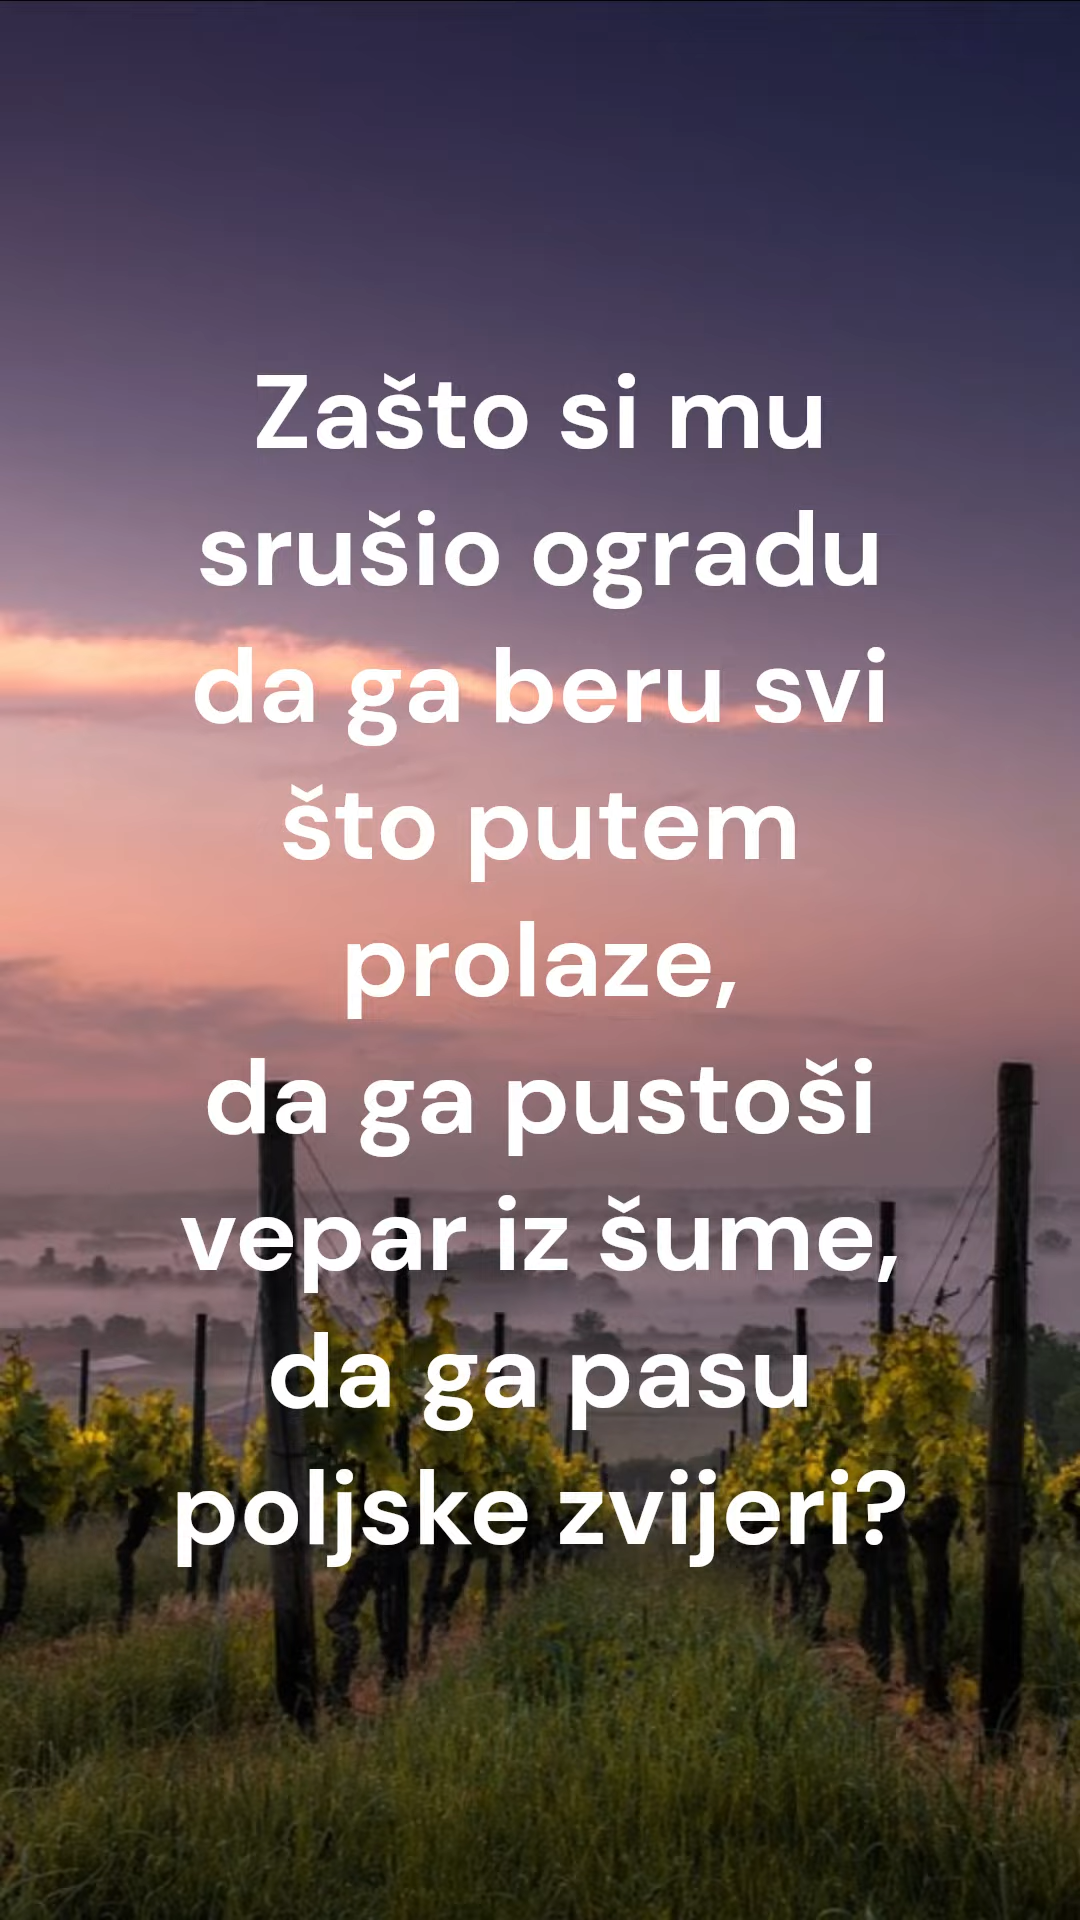 Zašto si mu
srušio ogradu
da ga beru svi
što putem
prolaze,
da ga pustoši
vepar iz šume,
da ga pasu
poljske zvijeri?